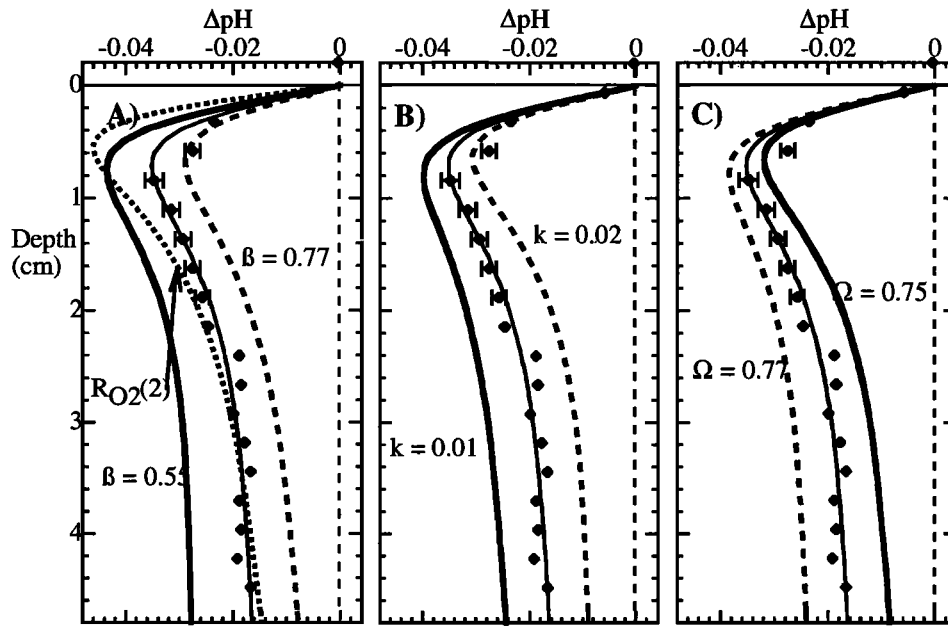 ΔpH ΔpH ΔpH
-0.04 -0.02 0 -0.04 -0.02 0 -0.04 -0.02 0
0
A) B) C)
1
Depth
(cm)
ß = 0.77 k = 0.02
2
Ω = 0.75
RO2(2) Ω = 0.77
3
k = 0.01
ß = 0.55
4